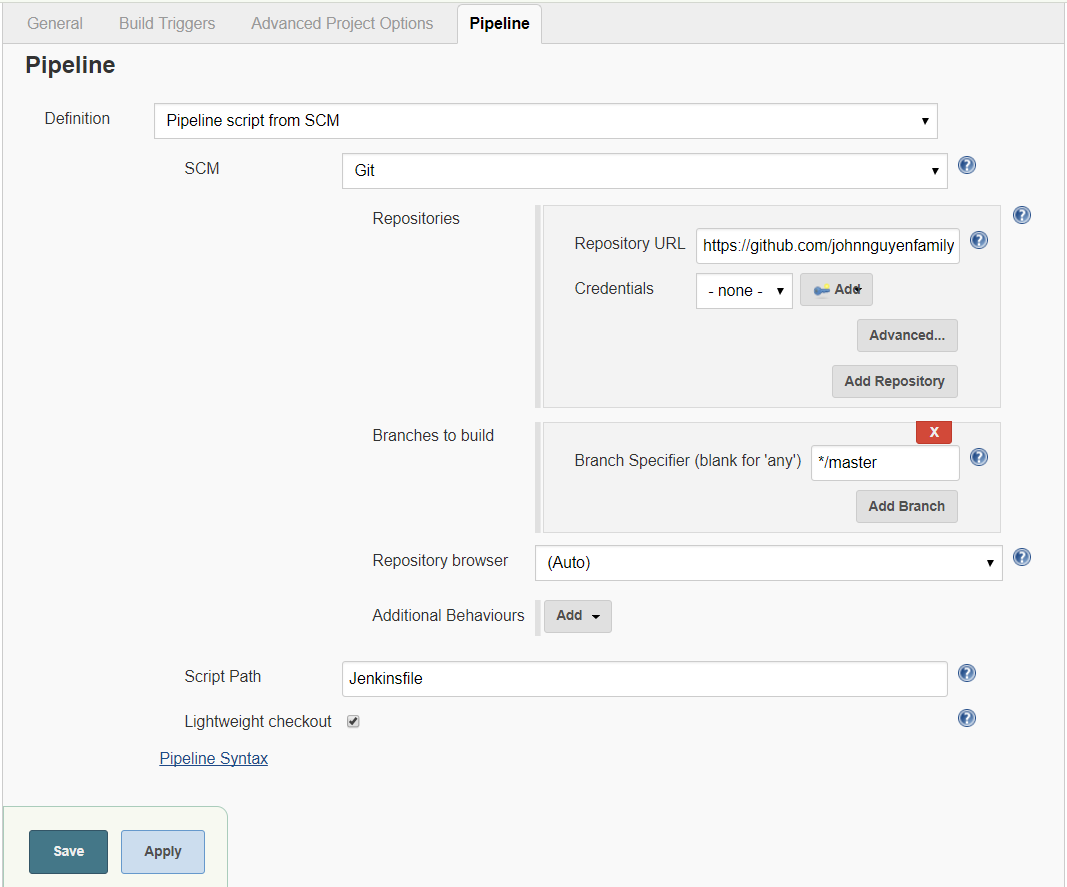 General Build Triggers Advanced Project Options Pipeline
Pipeline
Definition Pipeline script from SCM
SCM Git
Repositories
Repository URL https://github.com/johnnguyenfamily
Credentials - none - Add
Advanced...
Add Repository
Branches to build
X
Branch Specifier (blank for 'any') */master
Add Branch
Repository browser (Auto)
Additional Behaviours Add
Script Path Jenkinsfile
Lightweight checkout
Pipeline Syntax
Save Apply